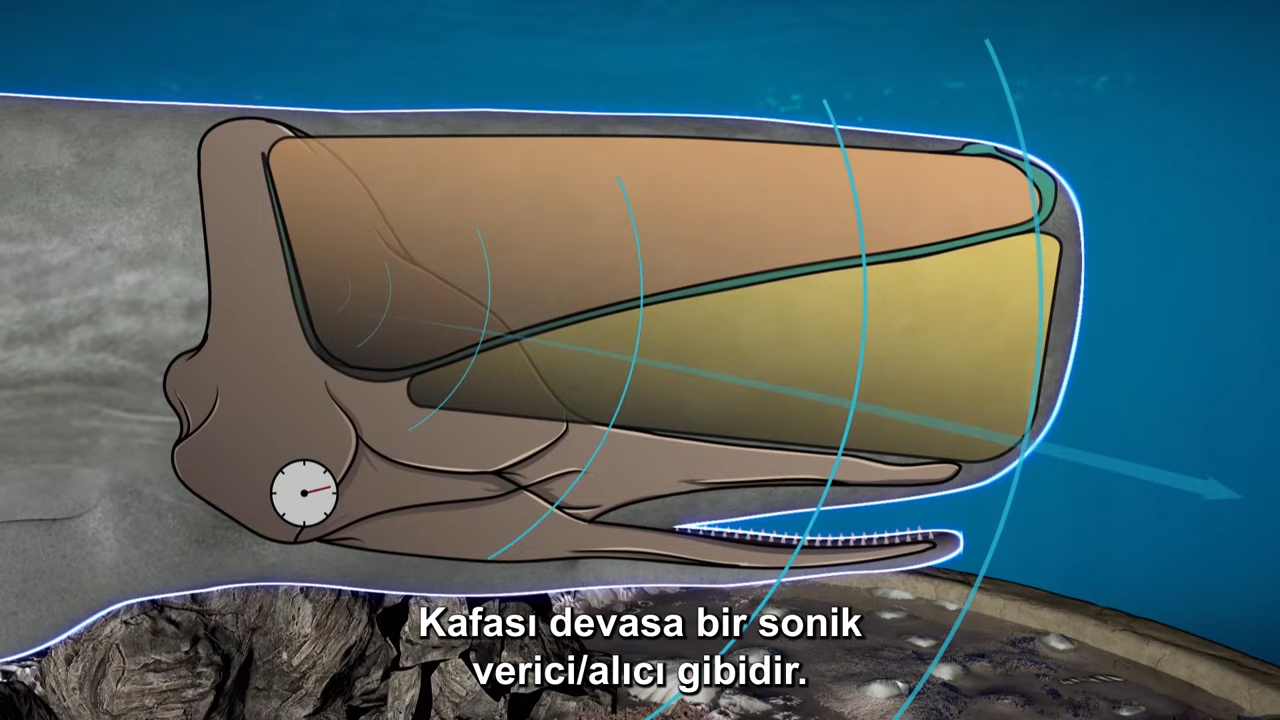 Kafası devasa bir sonik
verici/alıcı gibidir.